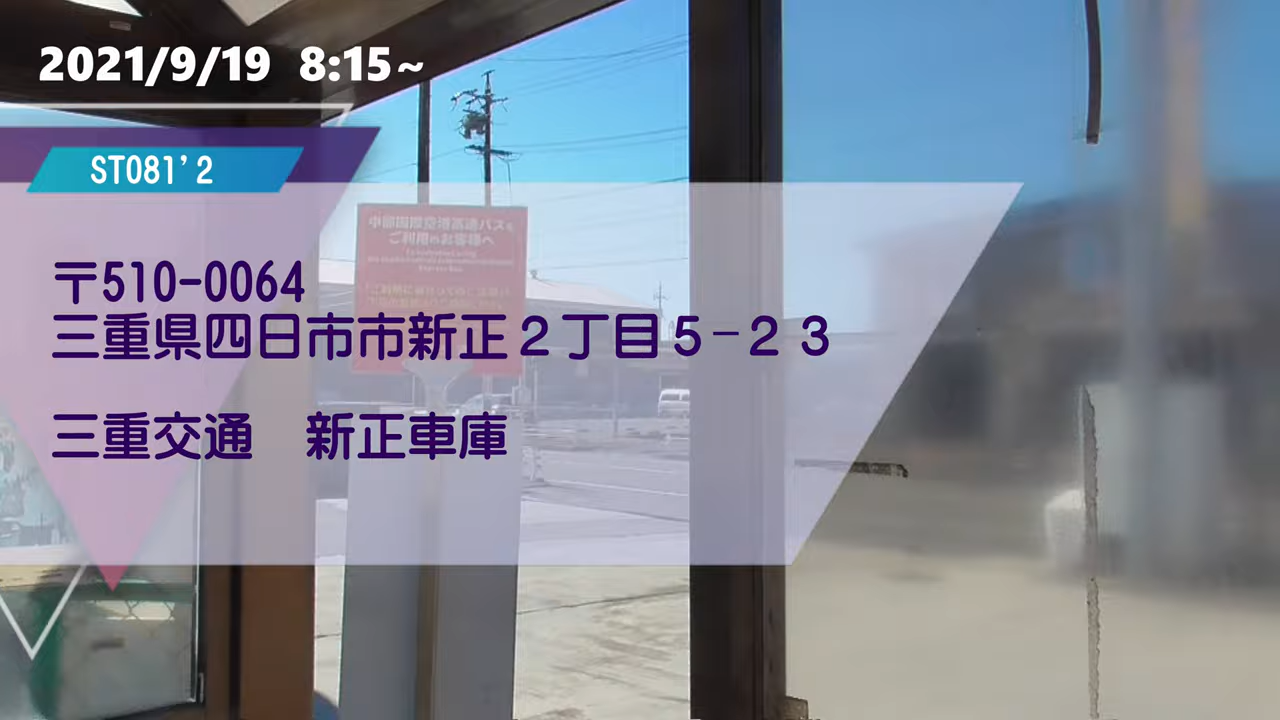 2021/9/19 8:15~
ST081'2
〒510-0064
三重県四日市市新正２丁目５−２３
三重交通　新正車庫
中部国際空港高速バスを
ご利用のお客様へ